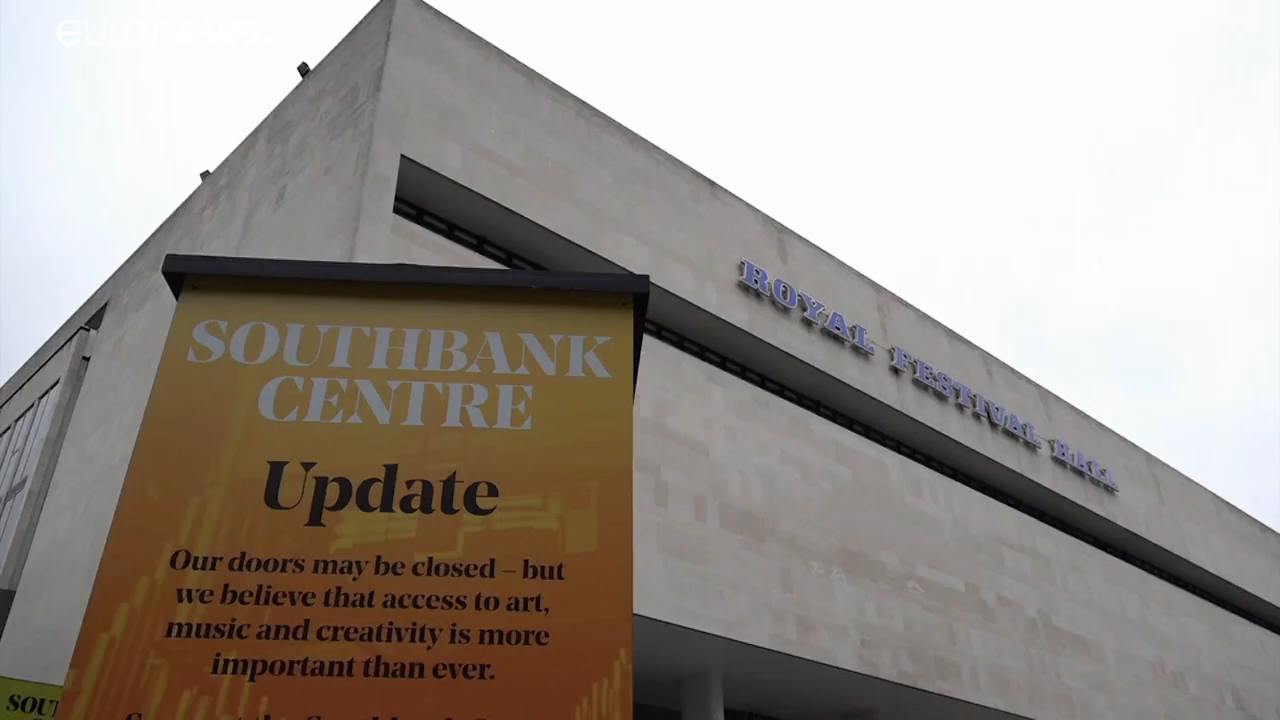 euronews.
ROYAL FESTIVAL HALL
SOUTHBANK
CENTRE
Update
Our doors may be closed – but
we believe that access to art,
music and creativity is more
important than ever.
SOUT